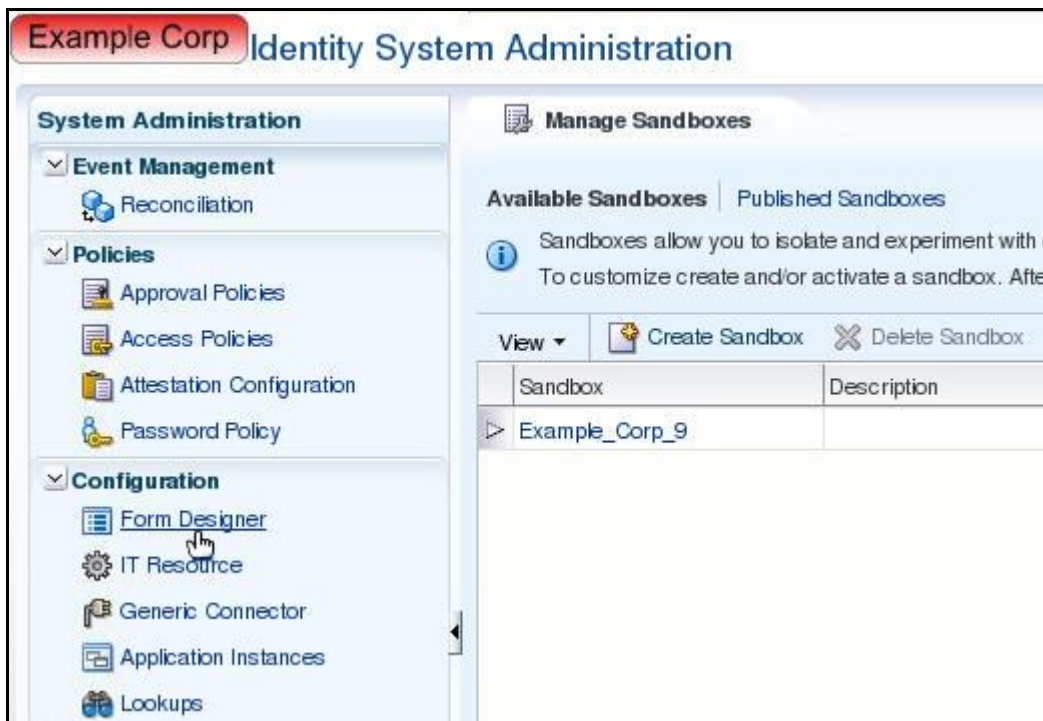 Example Corp Identity System Administration
System Administration
Event Management
Reconciliation
Policies
Approval Policies
Access Policies
Attestation Configuration
Password Policy
Configuration
Form Designer
IT Resource
Generic Connector
Application Instances
Lookups
Manage Sandboxes
Available Sandboxes Published Sandboxes
Sandboxes allow you to isolate and experiment with
To customize create and/or activate a sandbox. Afte
View Create Sandbox Delete Sandbox
Sandbox Description
Example_Corp_9